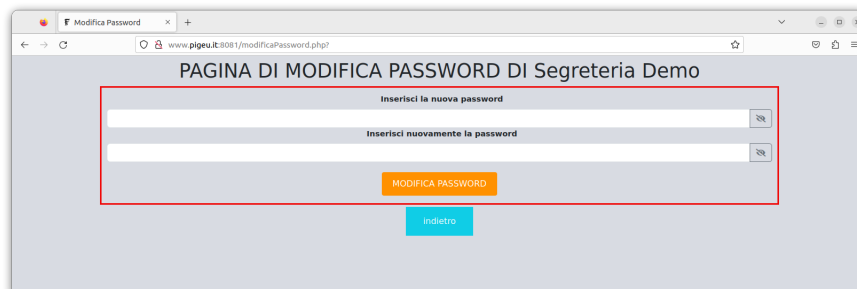 Modifica Password
www.pigeu.it:8081/modificaPassword.php?
PAGINA DI MODIFICA PASSWORD DI Segreteria Demo
Inserisci la nuova password
Inserisci nuovamente la password
MODIFICA PASSWORD
indietro